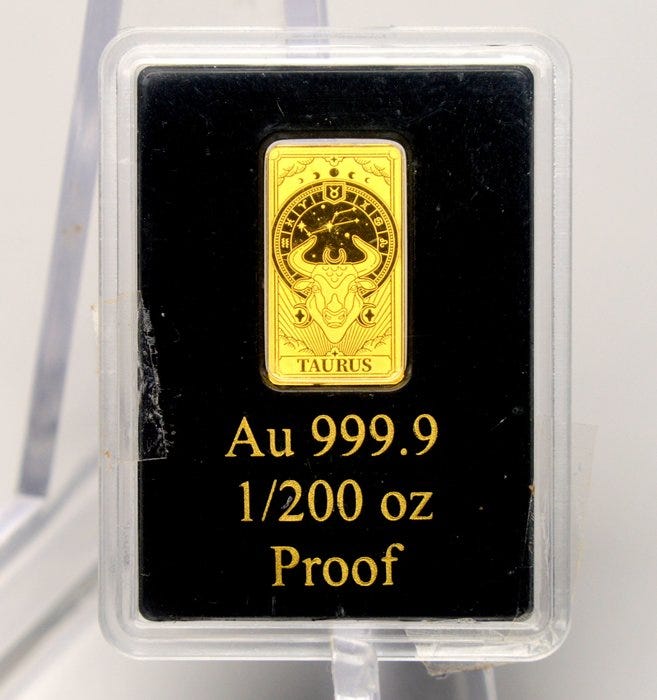 TAURUS
Au 999.9
1/200 oz
Proof